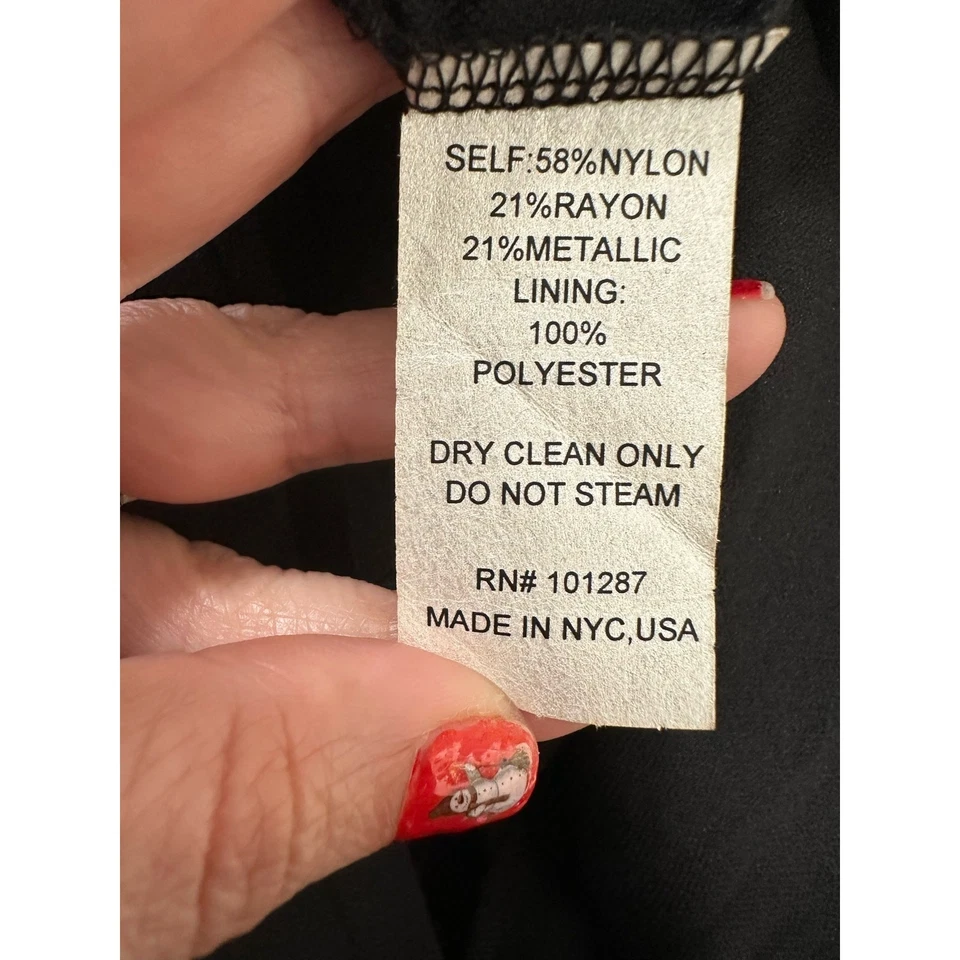 SELF:58%NYLON
21%RAYON
21%METALLIC
LINING:
100%
POLYESTER
DRY CLEAN ONLY
DO NOT STEAM
RN# 101287
MADE IN NYC,USA